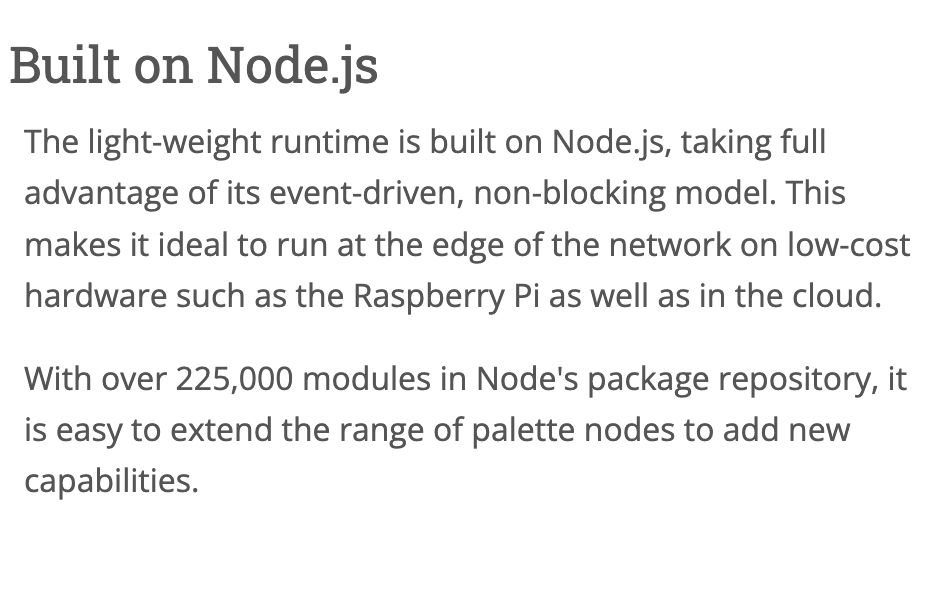 Built on Node.js
The light-weight runtime is built on Node.js, taking full
advantage of its event-driven, non-blocking model. This
makes it ideal to run at the edge of the network on low-cost
hardware such as the Raspberry Pi as well as in the cloud.
With over 225,000 modules in Node's package repository, it
is easy to extend the range of palette nodes to add new
capabilities.